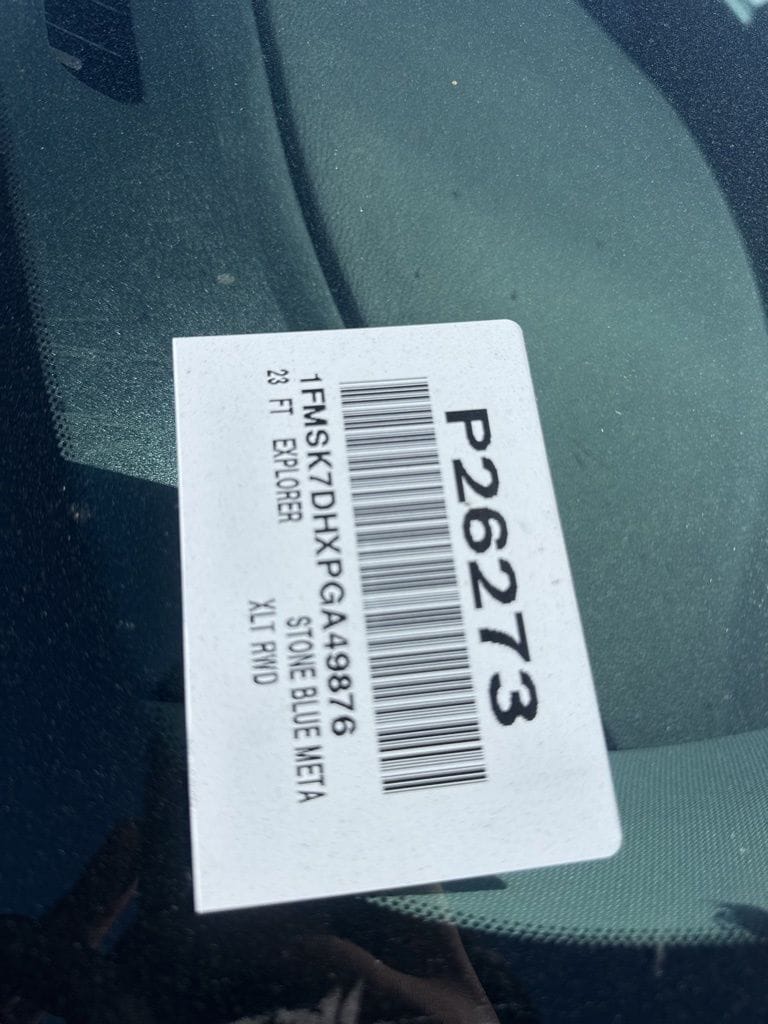 P26273
1FMSK7DHXPGA49876
23 FT EXPLORER STONE BLUE META
XLT RWD